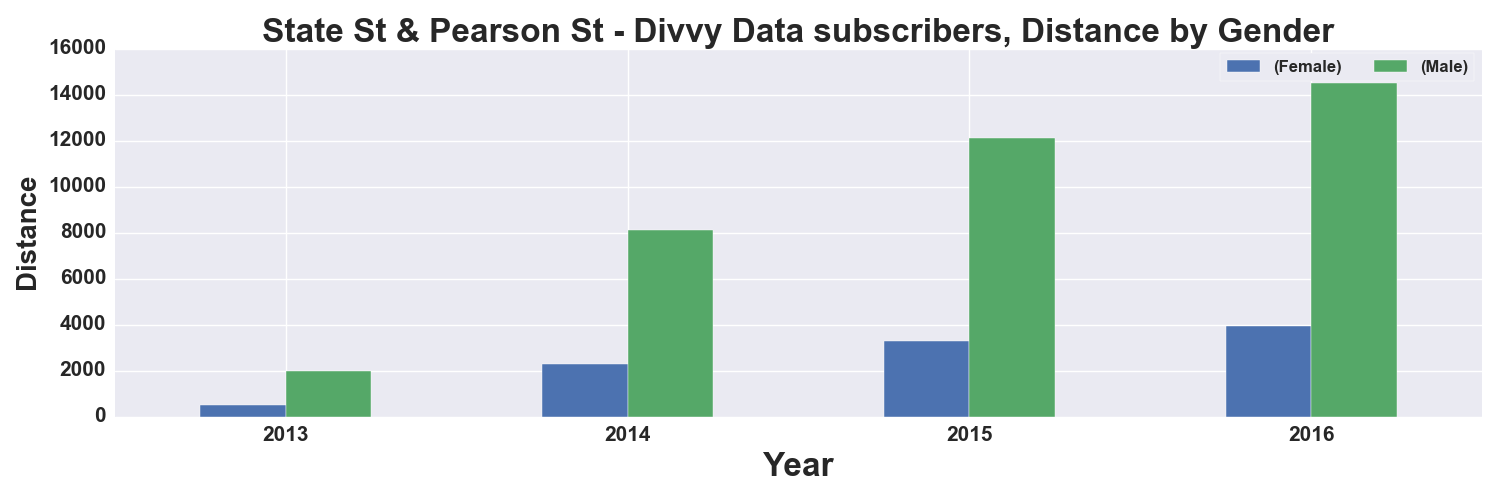 State St & Pearson St - Divvy Data subscribers, Distance by Gender
(Female) (Male)
Distance
16000
14000
12000
10000
8000
6000
4000
2000
0
2013 2014 2015 2016
Year